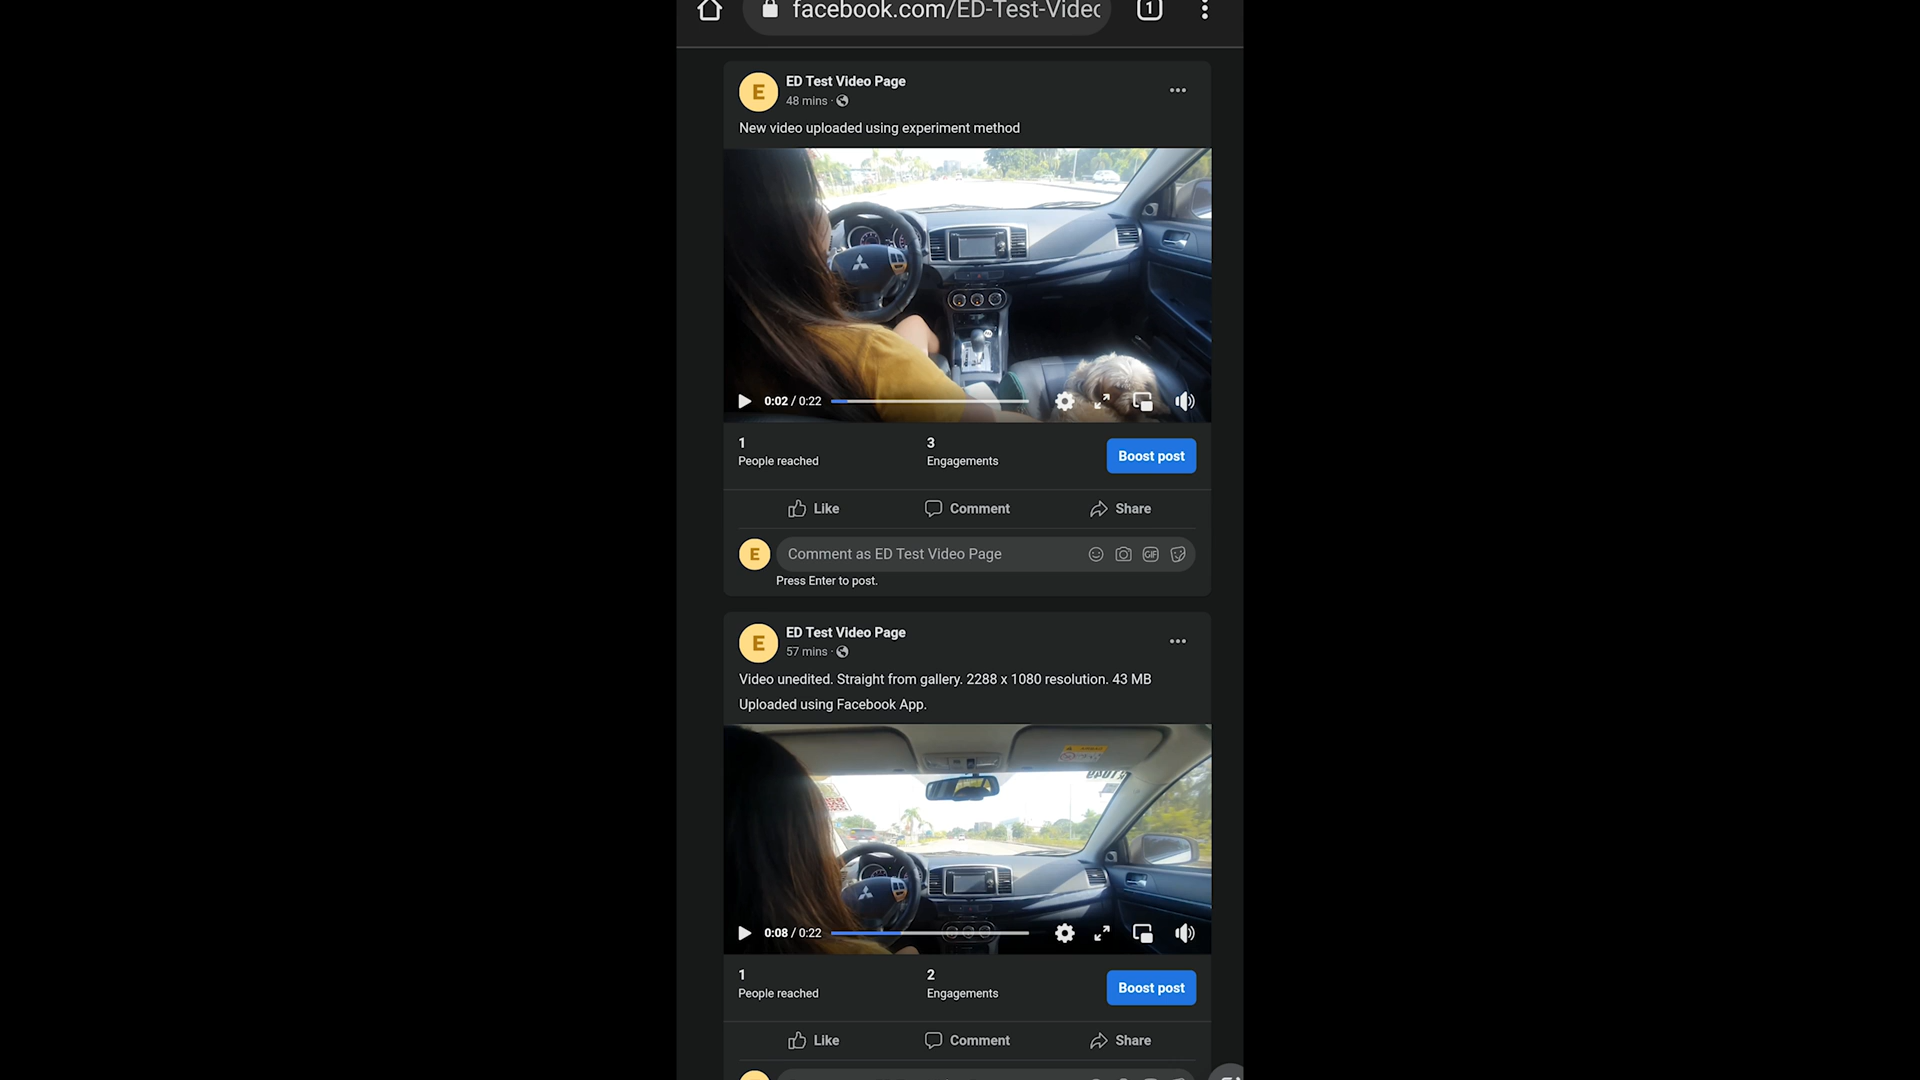 facebook.com/ED-Test-Videc
1
E
ED Test Video Page
48 mins ·
New video uploaded using experiment method
0:02 / 0:22
1
People reached
3
Engagements
Boost post
Like
Comment
Share
E
Comment as ED Test Video Page
GIF
Press Enter to post.
E
ED Test Video Page
57 mins ·
Video unedited. Straight from gallery. 2288 x 1080 resolution. 43 MB
Uploaded using Facebook App.
0:08 / 0:22
1
People reached
2
Engagements
Boost post
Like
Comment
Share